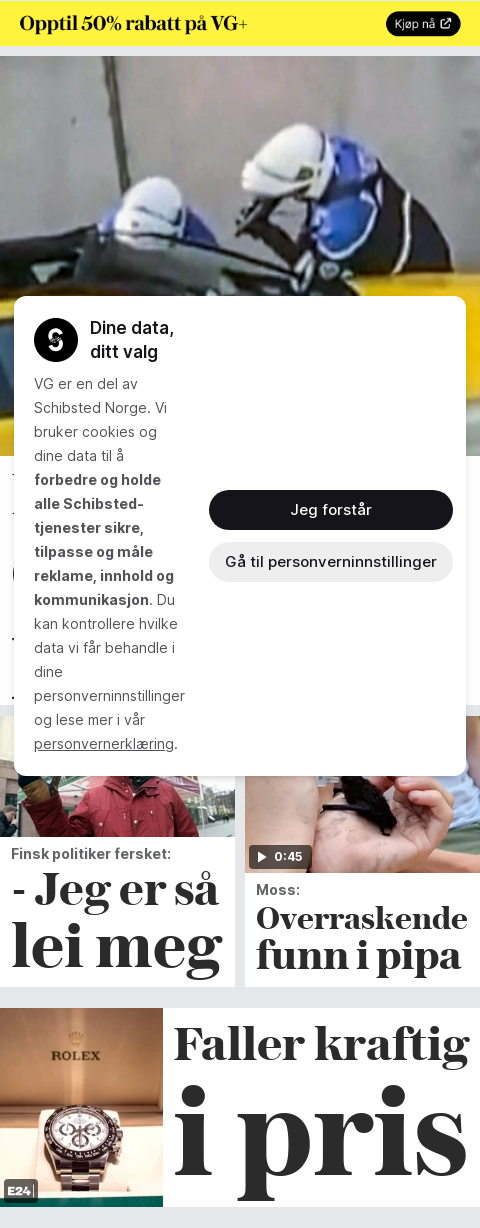 Opptil 50% rabatt på VG+
Kjøp nå
Dine data,
ditt valg
VG er en del av
Schibsted Norge. Vi
bruker cookies og
dine data til å
forbedre og holde
alle Schibsted-
tjenester sikre,
tilpasse og måle
reklame, innhold og
kommunikasjon. Du
kan kontrollere hvilke
data vi får behandle i
dine
personverninnstillinger
og lese mer i vår
personvernerklæring.
Jeg forstår
Gå til personverninnstillinger
Finsk politiker fersket:
- Jeg er så
lei meg
0:45
Moss:
Overraskende
funn i pipa
ROLEX
E24
Faller kraftig
i pris